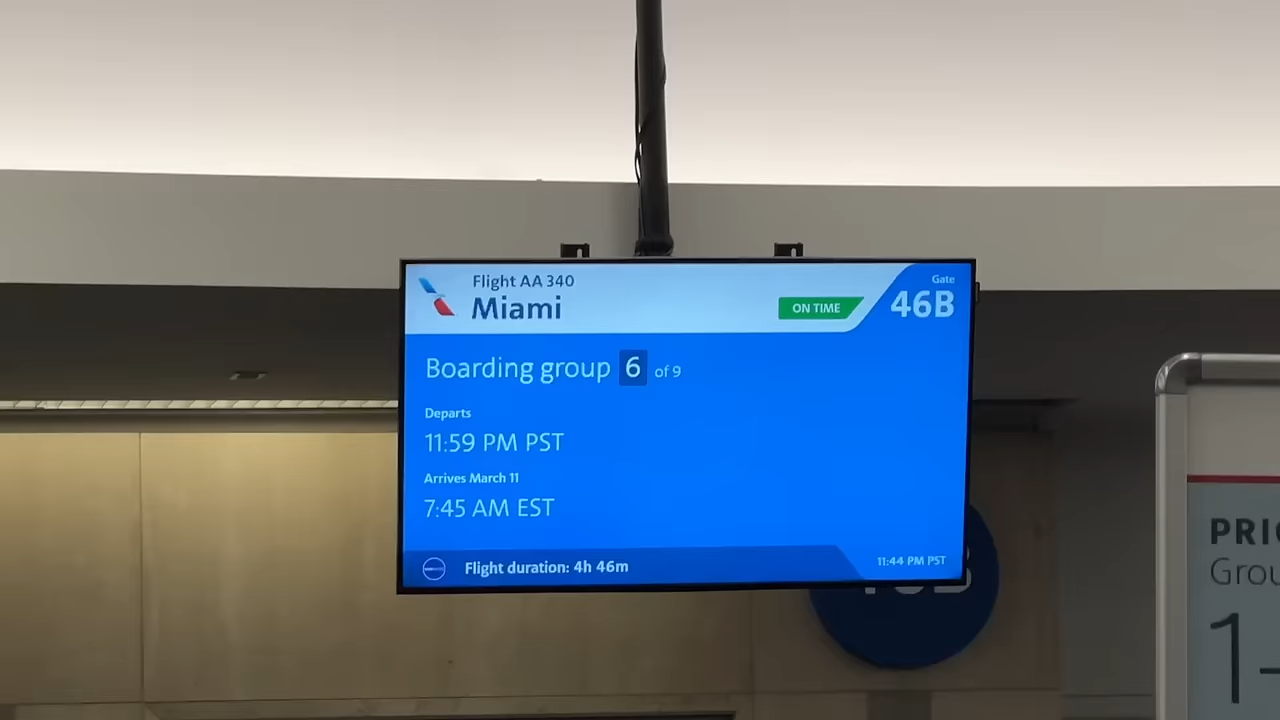 Flight AA 340
Miami
ON TIME
Gate
46B
Boarding group 6 of 9
Departs
11:59 PM PST
Arrives March 11
7:45 AM EST
Flight duration: 4h 46m
11:44 PM PST
Grou
1-